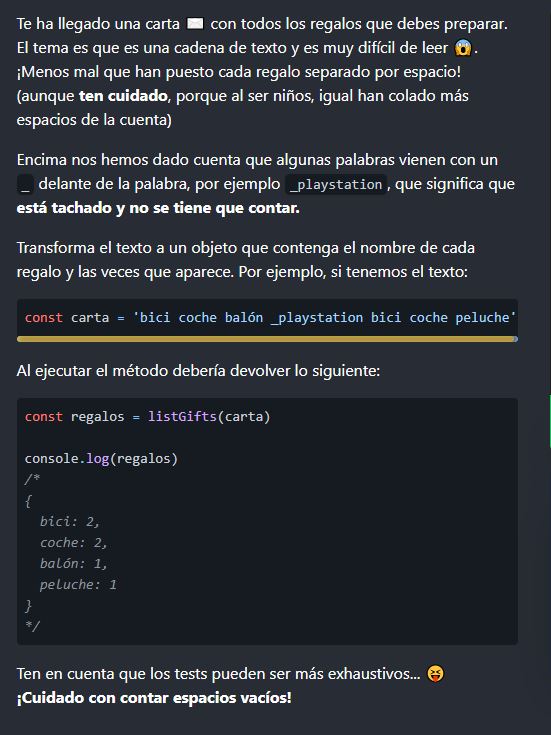 Te ha llegado una carta ✉️ con todos los regalos que debes preparar.
El tema es que es una cadena de texto y es muy difícil de leer 😱.
¡Menos mal que han puesto cada regalo separado por espacio!
(aunque ten cuidado, porque al ser niños, igual han colado más
espacios de la cuenta)
Encima nos hemos dado cuenta que algunas palabras vienen con un
_ delante de la palabra, por ejemplo _playstation, que significa que
está tachado y no se tiene que contar.
Transforma el texto a un objeto que contenga el nombre de cada
regalo y las veces que aparece. Por ejemplo, si tenemos el texto:
const carta = 'bici coche balón _playstation bici coche peluche'
Al ejecutar el método debería devolver lo siguiente:
const regalos = listGifts(carta)
console.log(regalos)
/*
{
  bici: 2,
  coche: 2,
  balón: 1,
  peluche: 1
}
*/
Ten en cuenta que los tests pueden ser más exhaustivos... 😝
¡Cuidado con contar espacios vacíos!